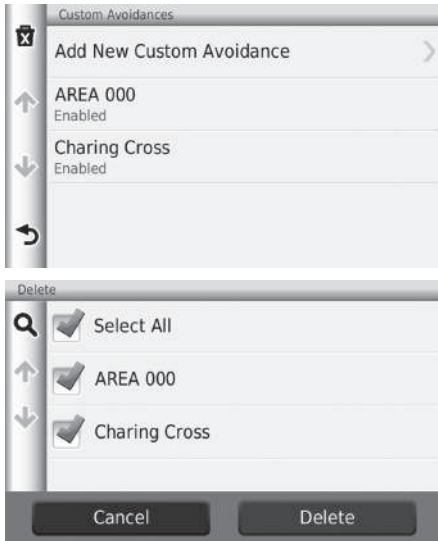 Custom Avoidances
Add New Custom Avoidance
AREA 000
Enabled
Charing Cross
Enabled
Delete
Select All
AREA 000
Charing Cross
Cancel
Delete